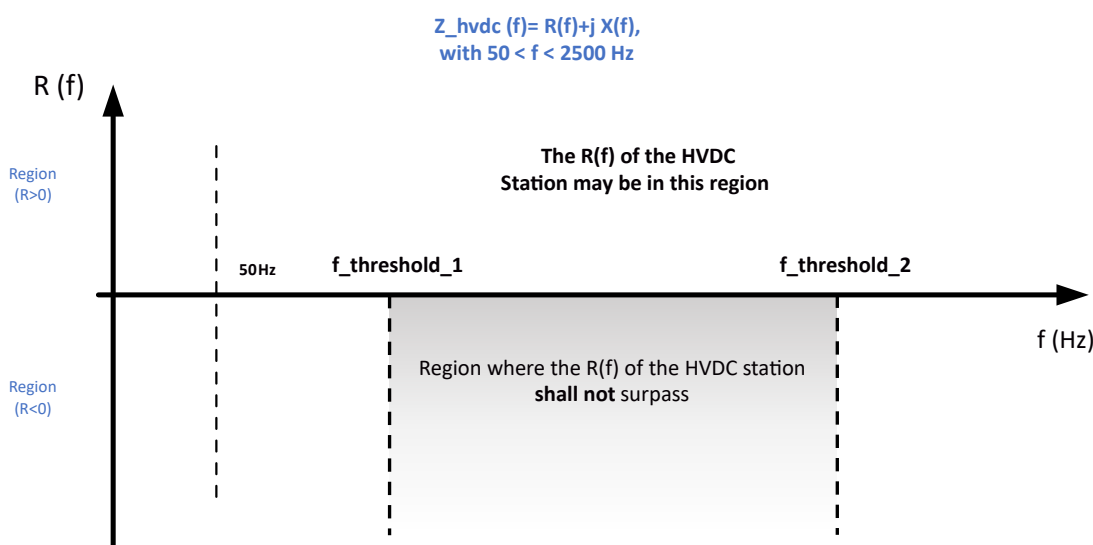 Z_hvdc (f)= R(f)+j X(f),
with 50 < f < 2500 Hz
R (f)
Region
(R>0)
The R(f) of the HVDC
Station may be in this region
50Hz
f_threshold_1
f_threshold_2
f (Hz)
Region
(R<0)
Region where the R(f) of the HVDC station
shall not surpass